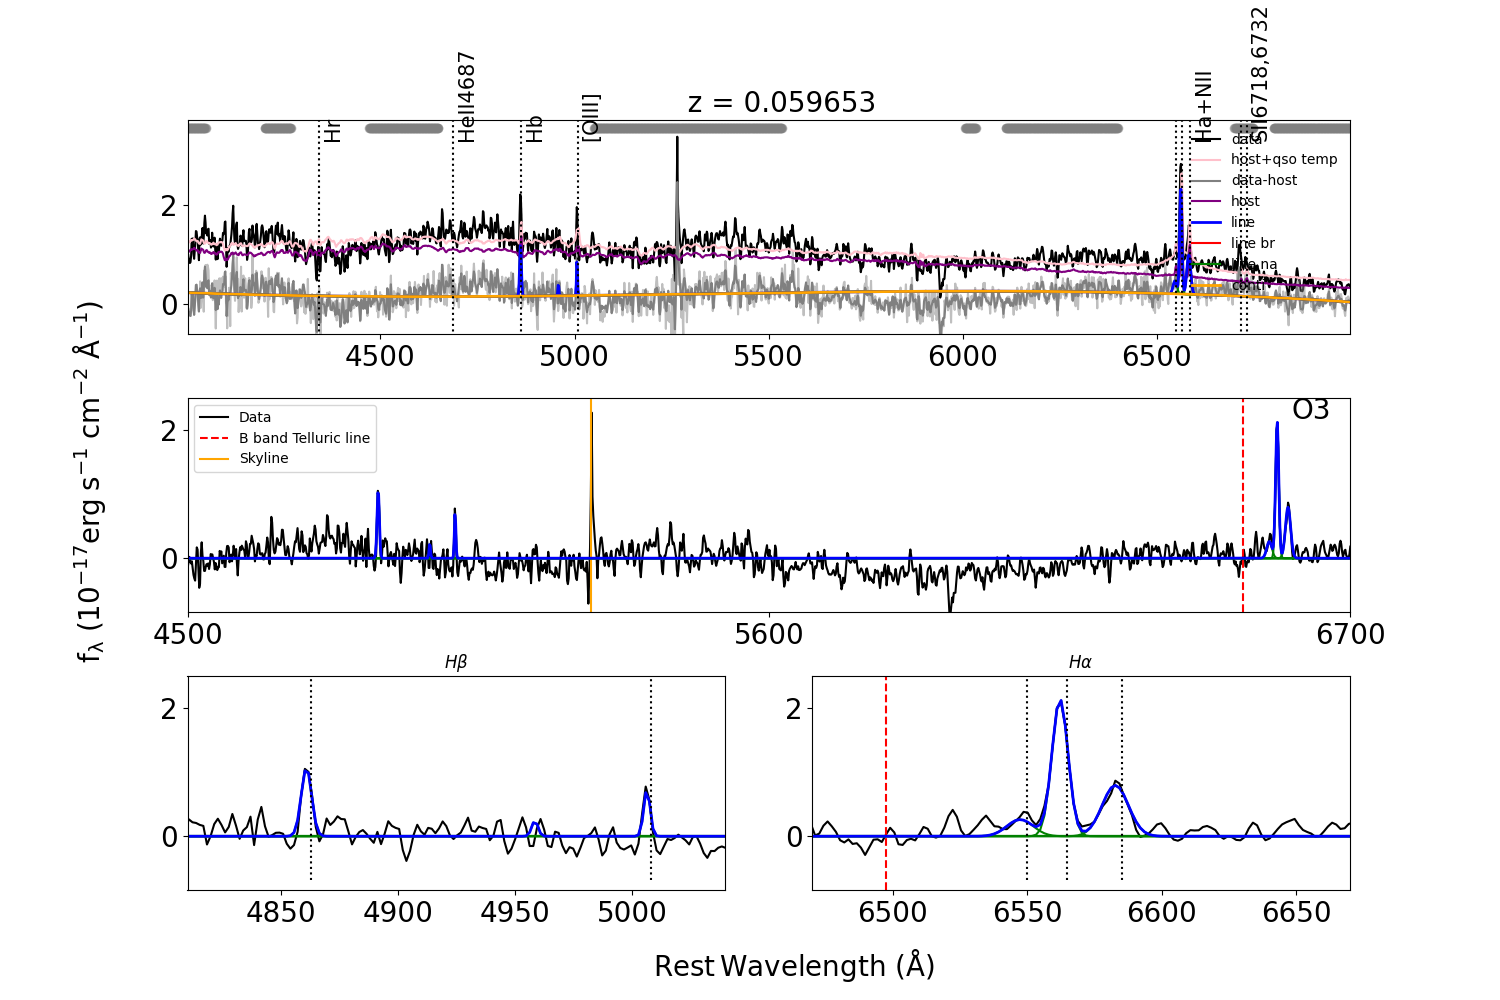 z = 0.059653
Hr
HeII4687
Hb
[OIII]
Ha+NII
SII6718,6732
data
host+qso temp
data-host
host
line
line br
line na
conti
2
0
4500 5000 5500 6000 6500
Data
B band Telluric line
Skyline
O3
2
0
4500 5600 6700
fλ (10⁻¹⁷erg s⁻¹ cm⁻² Å⁻¹)
Hβ
2
0
4850 4900 4950 5000
Hα
2
0
6500 6550 6600 6650
Rest Wavelength (Å)